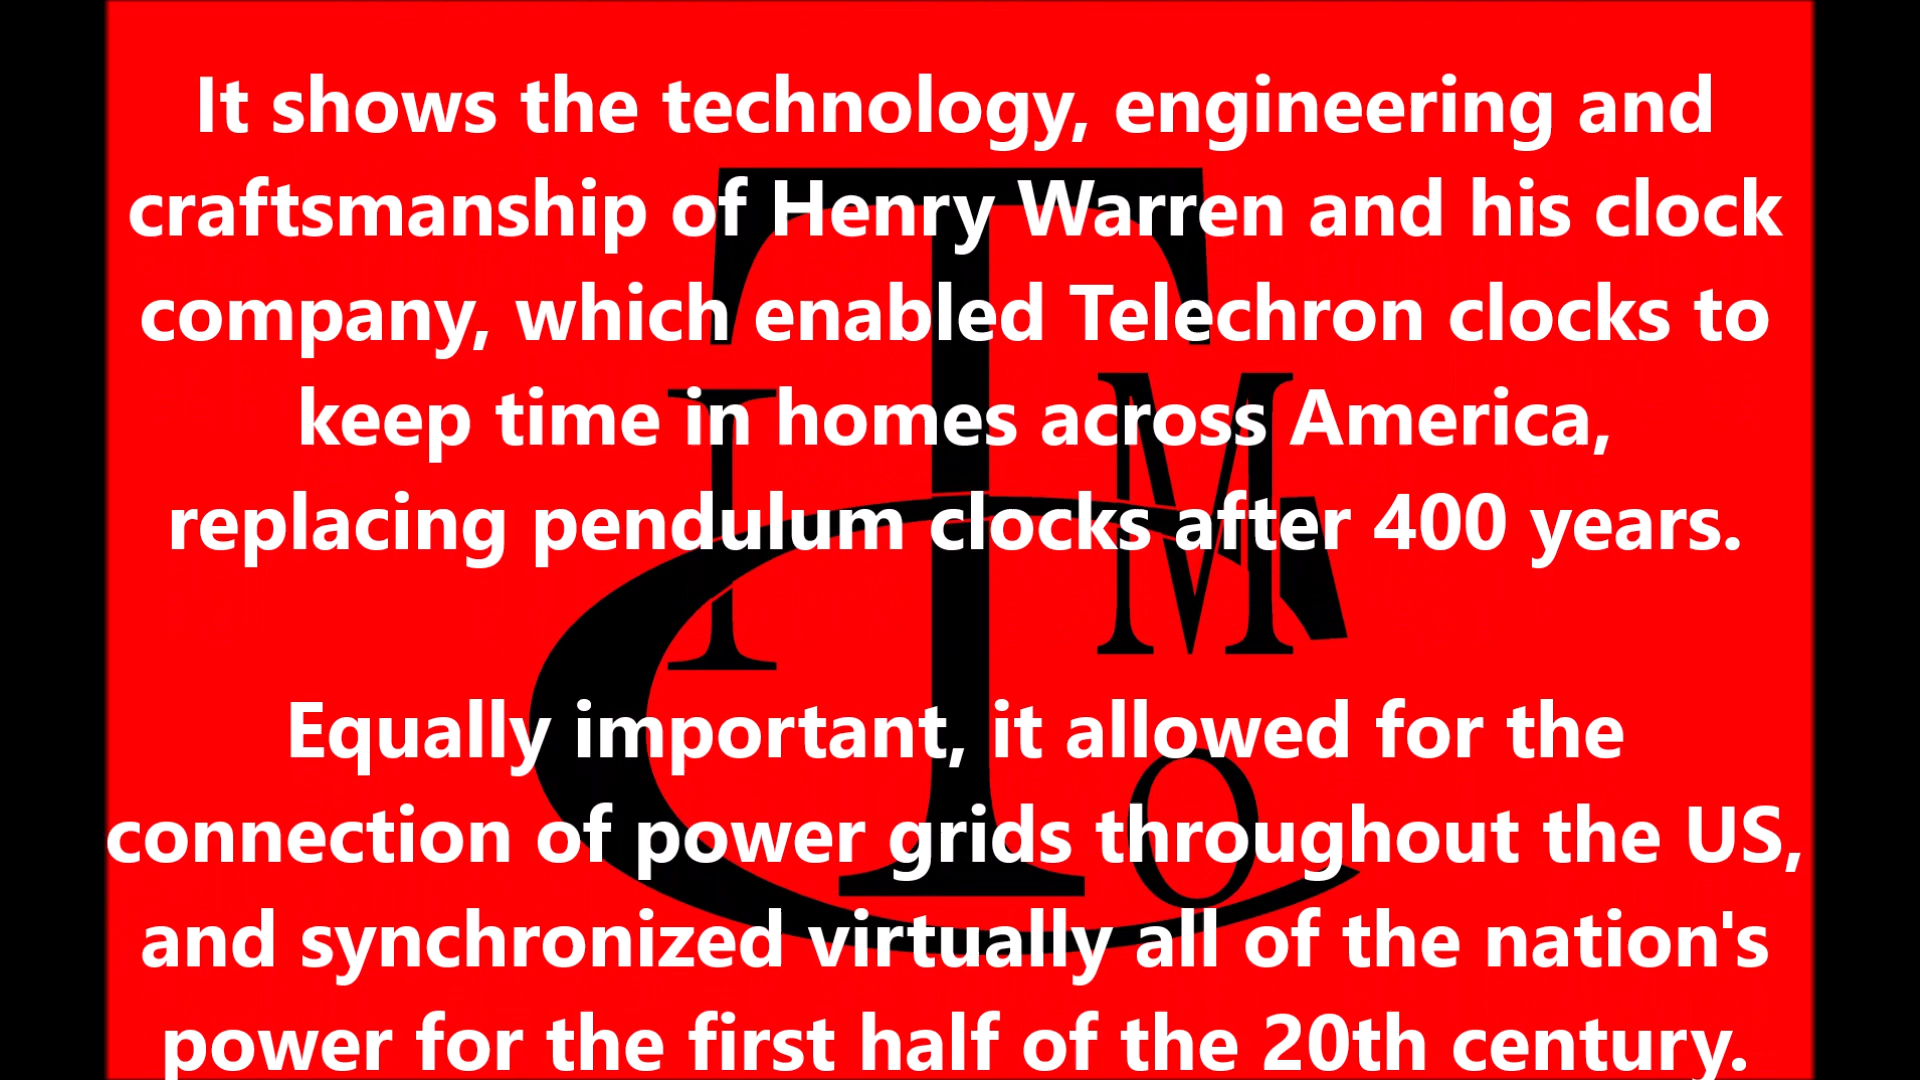 It shows the technology, engineering and
craftsmanship of Henry Warren and his clock
company, which enabled Telechron clocks to
keep time in homes across America,
replacing pendulum clocks after 400 years.
Equally important, it allowed for the
connection of power grids throughout the US,
and synchronized virtually all of the nation's
power for the first half of the 20th century.
T
I M
O